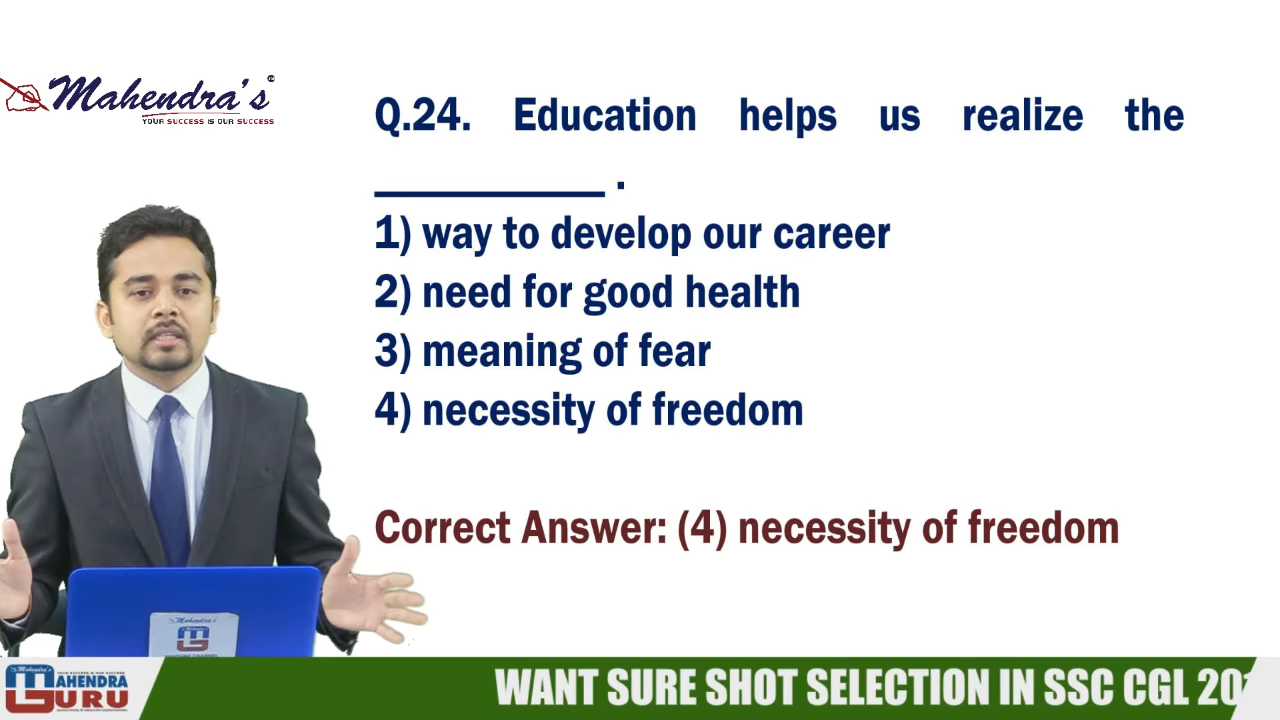 Mahendra's
YOUR SUCCESS IS OUR SUCCESS
Q.24. Education helps us realize the
__________ .
1) way to develop our career
2) need for good health
3) meaning of fear
4) necessity of freedom
Correct Answer: (4) necessity of freedom
Mahendra's
Mahendra's
MAHENDRA
GURU
WANT SURE SHOT SELECTION IN SSC CGL